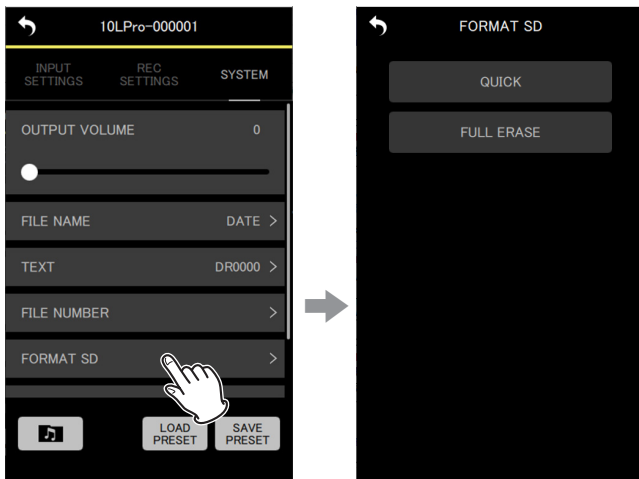 10LPro-000001
INPUT
SETTINGS
REC
SETTINGS
SYSTEM
OUTPUT VOLUME 0
FILE NAME DATE >
TEXT DR0000 >
FILE NUMBER >
FORMAT SD >
LOAD
PRESET
SAVE
PRESET
FORMAT SD
QUICK
FULL ERASE